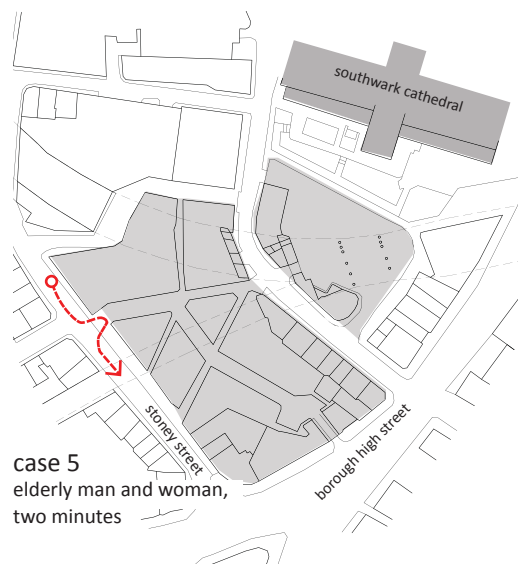 southwark cathedral
stoney street
borough high street
case 5
elderly man and woman,
two minutes